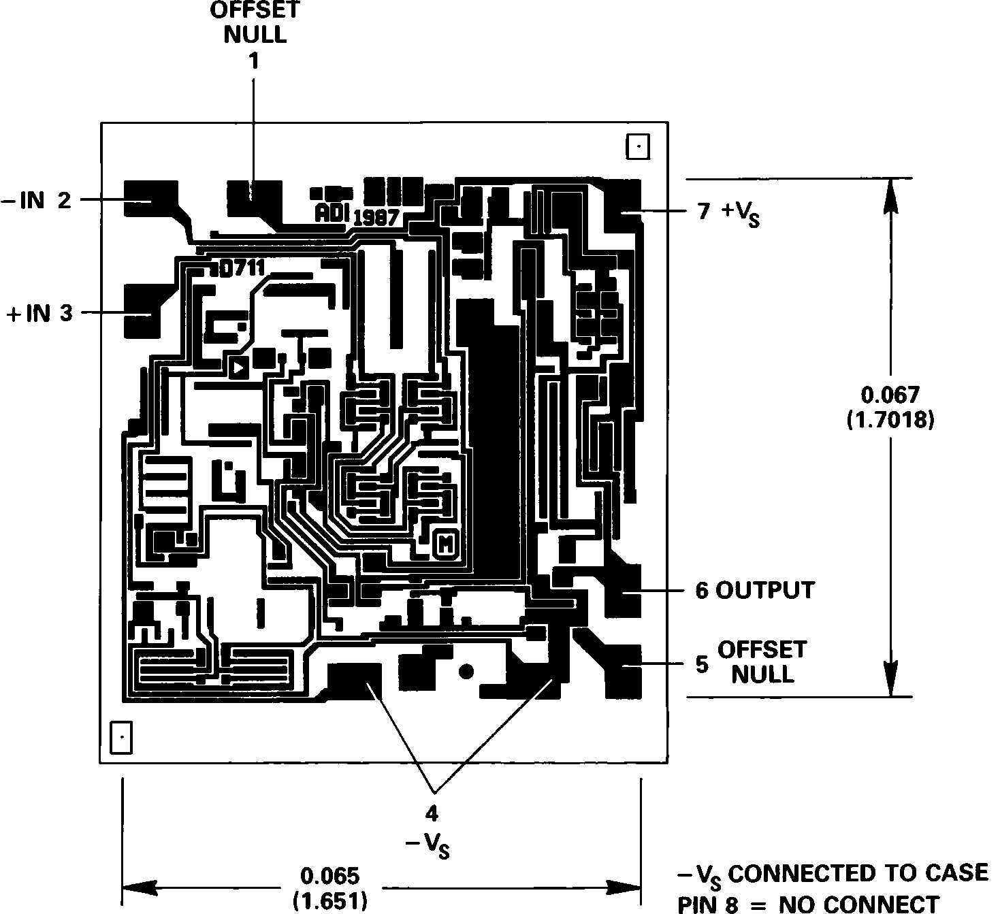 OFFSET
NULL
1
−IN 2
ADI 1987
7 +VS
D711
+IN 3
0.067
(1.7018)
M
6 OUTPUT
5 OFFSET
NULL
4
−VS
0.065
(1.651)
−VS CONNECTED TO CASE
PIN 8 = NO CONNECT